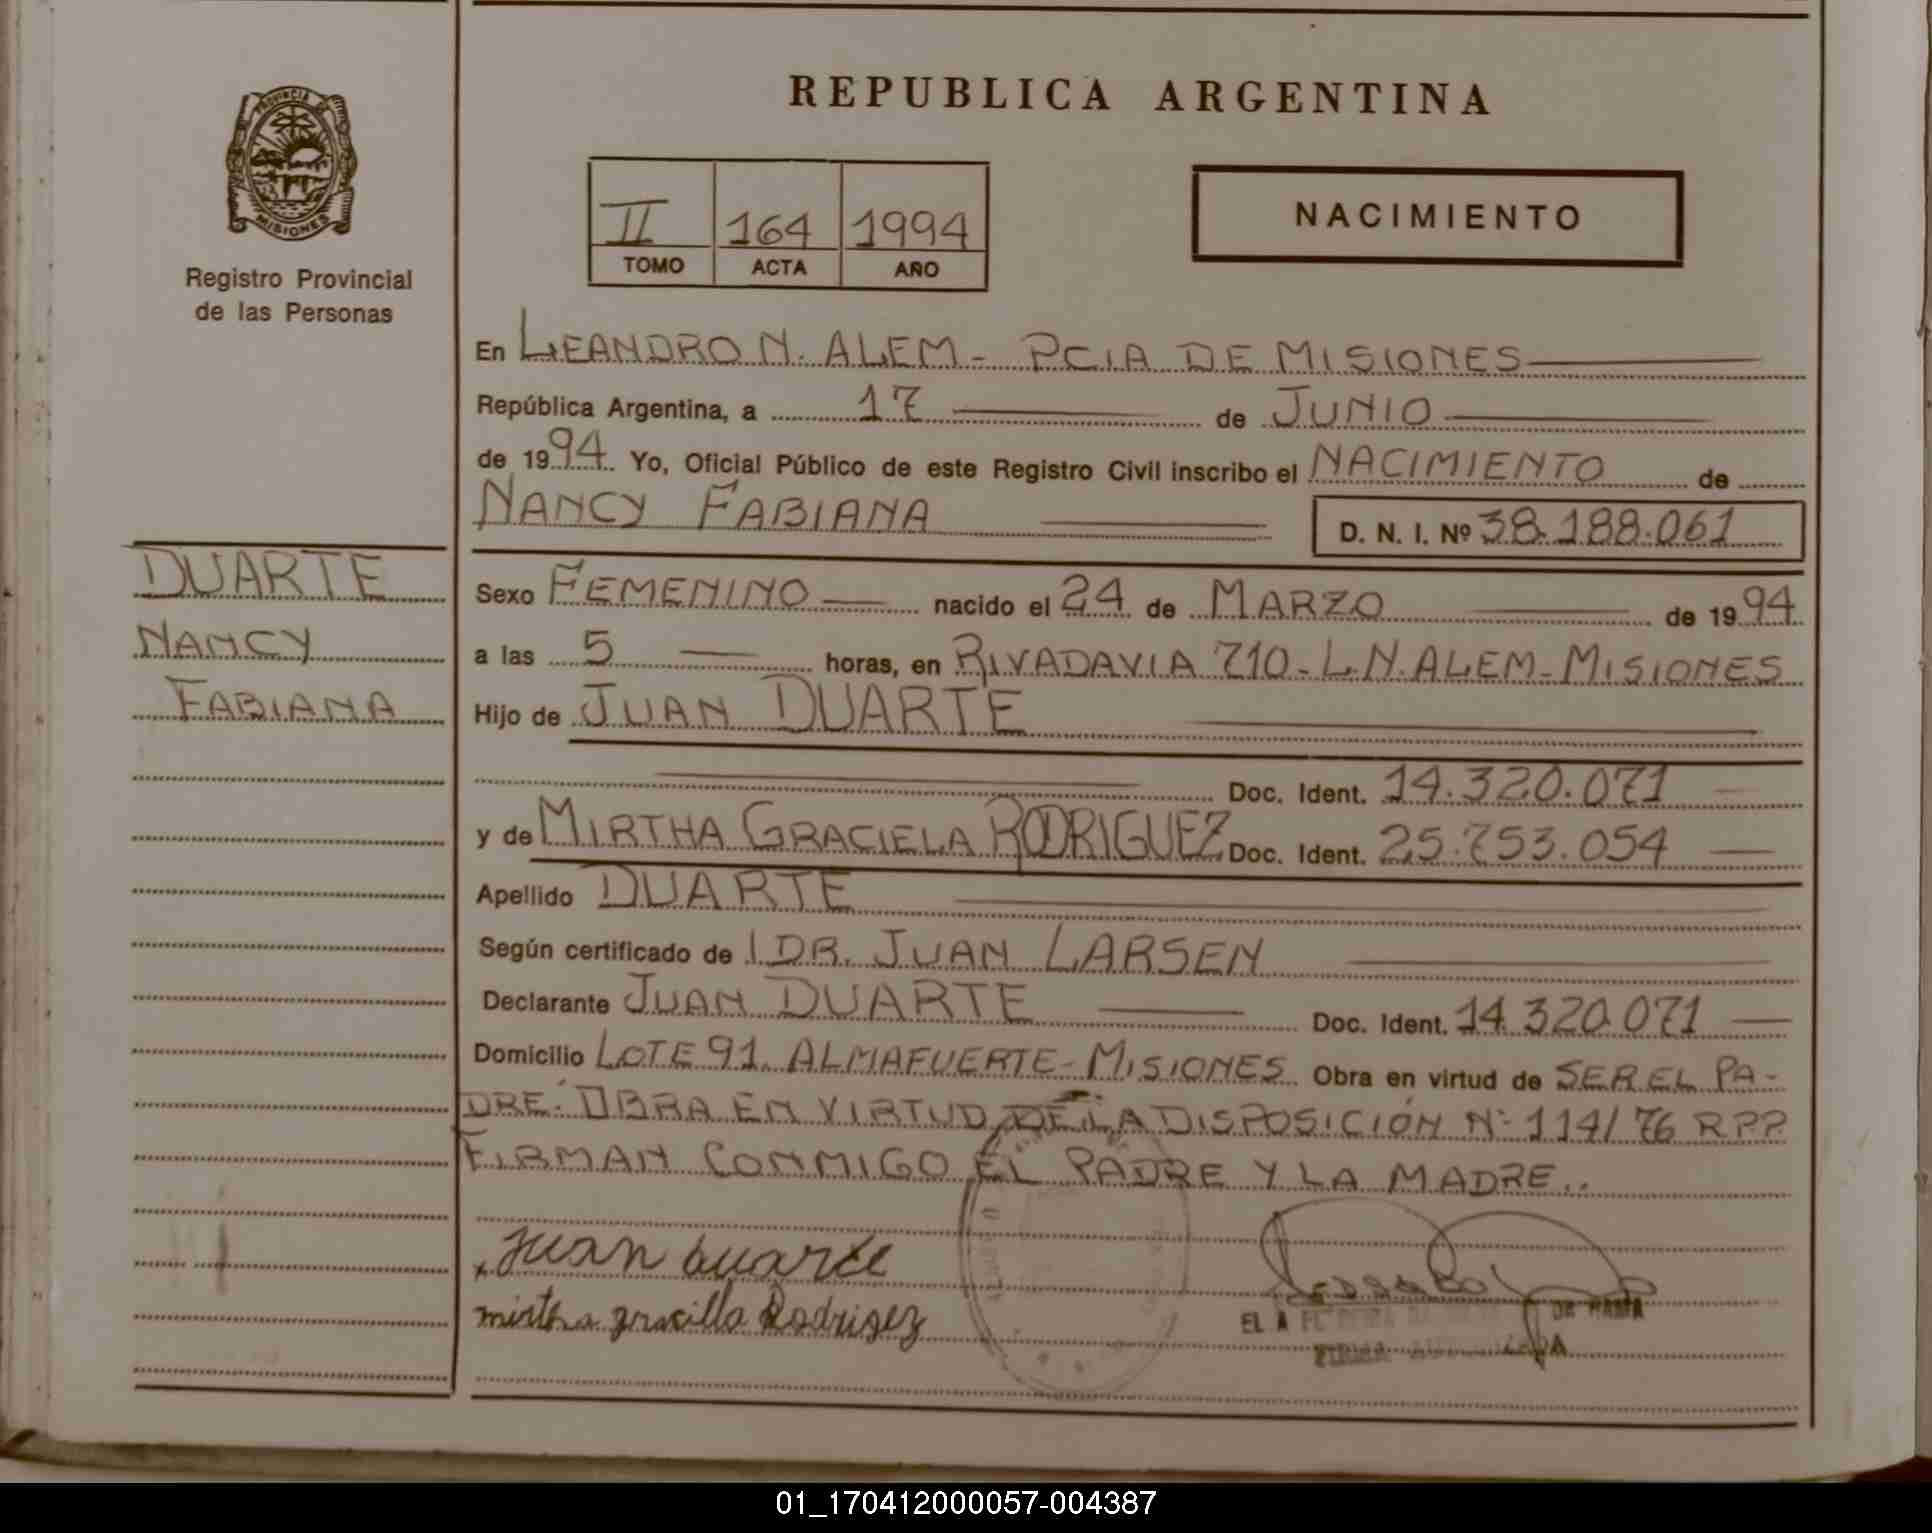 REPUBLICA ARGENTINA
PROVINCIA DE
MISIONES
Registro Provincial
de las Personas
II 164 1994
TOMO ACTA AÑO
NACIMIENTO
En LEANDRO N. ALEM - PCIA DE MISIONES
República Argentina, a 17 de JUNIO
de 1994. Yo, Oficial Público de este Registro Civil inscribo el NACIMIENTO de
NANCY FABIANA D. N. I. Nº 38.188.061
DUARTE
NANCY
FABIANA
Sexo FEMENINO nacido el 24 de MARZO de 1994
a las 5 horas, en RIVADAVIA 710 - L.N. ALEM - MISIONES
Hijo de JUAN DUARTE
Doc. Ident. 14.320.071
y de MIRTHA GRACIELA RODRIGUEZ Doc. Ident. 25.753.054
Apellido DUARTE
Según certificado de DR. JUAN LARSEN
Declarante JUAN DUARTE Doc. Ident. 14.320.071
Domicilio LOTE 91. ALMAFUERTE - MISIONES Obra en virtud de SER EL PA-
DRE. OBRA EN VIRTUD DE LA DISPOSICIÓN Nº 114/76 RPP
FIRMAN CONMIGO EL PADRE Y LA MADRE..
Juan Duarte
mirtha gracilla Rodrigez
01_170412000057-004387